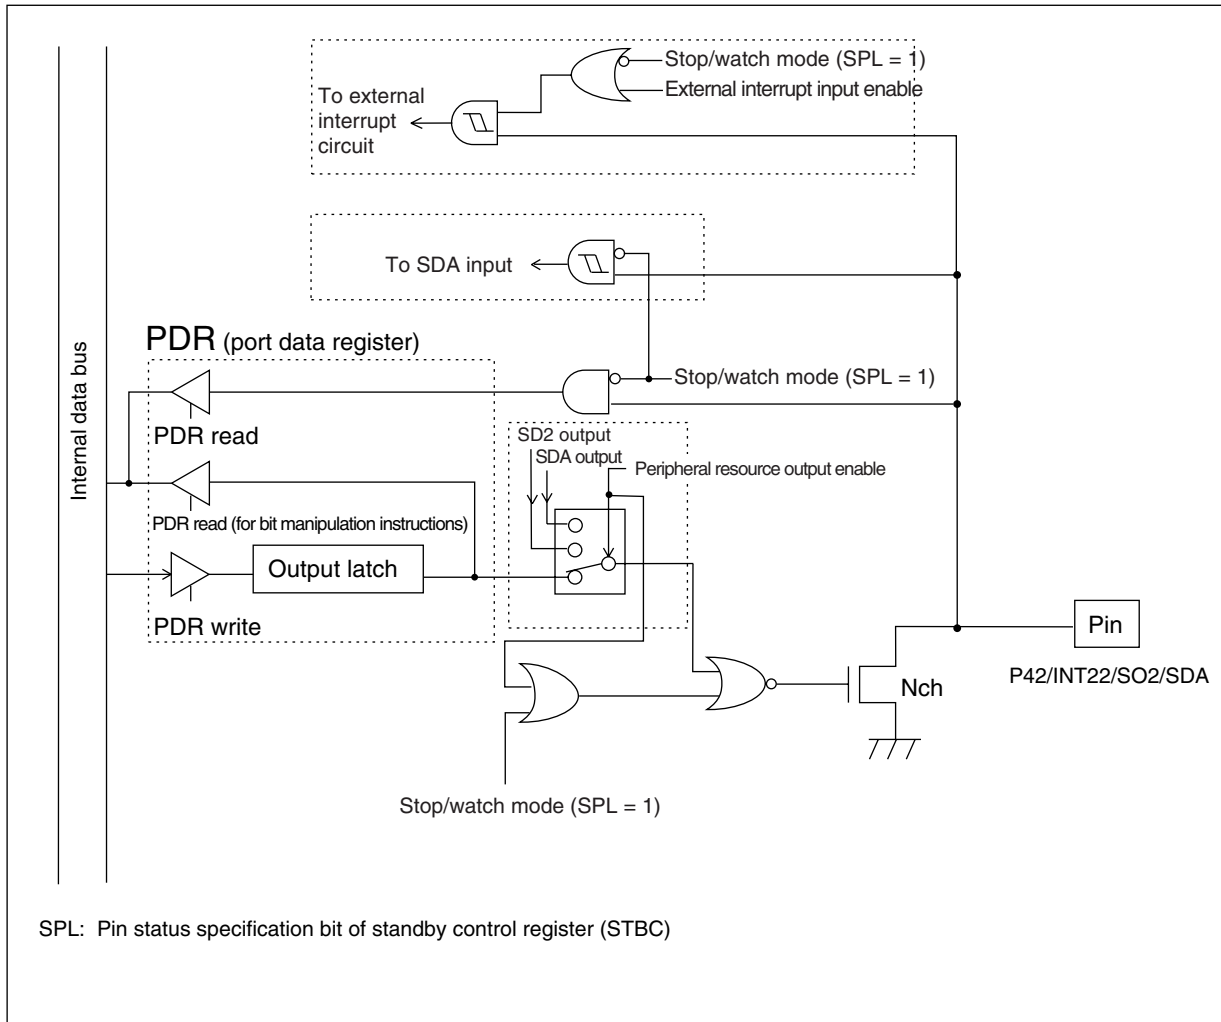 Stop/watch mode (SPL = 1)
External interrupt input enable
To external
interrupt
circuit
To SDA input
PDR (port data register)
Stop/watch mode (SPL = 1)
Internal data bus
PDR read
SD2 output
SDA output
Peripheral resource output enable
PDR read (for bit manipulation instructions)
Output latch
PDR write
Pin
P42/INT22/SO2/SDA
Nch
Stop/watch mode (SPL = 1)
SPL: Pin status specification bit of standby control register (STBC)